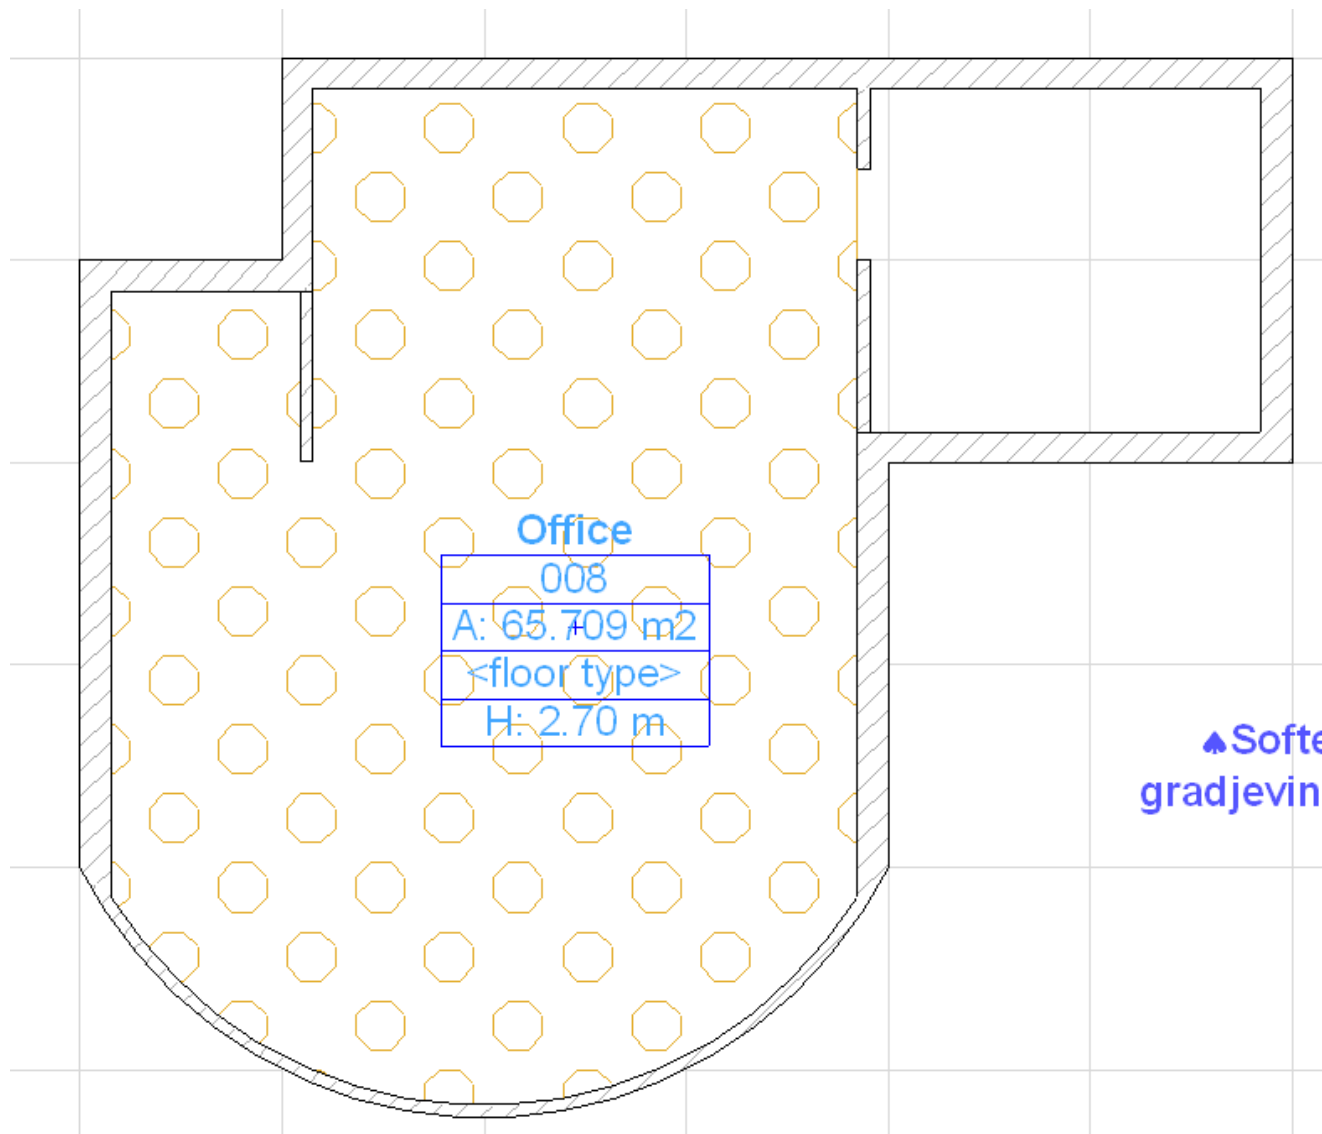 Office
008
A: 65.709 m2
<floor type>
H: 2.70 m
♠Softe
gradjevin